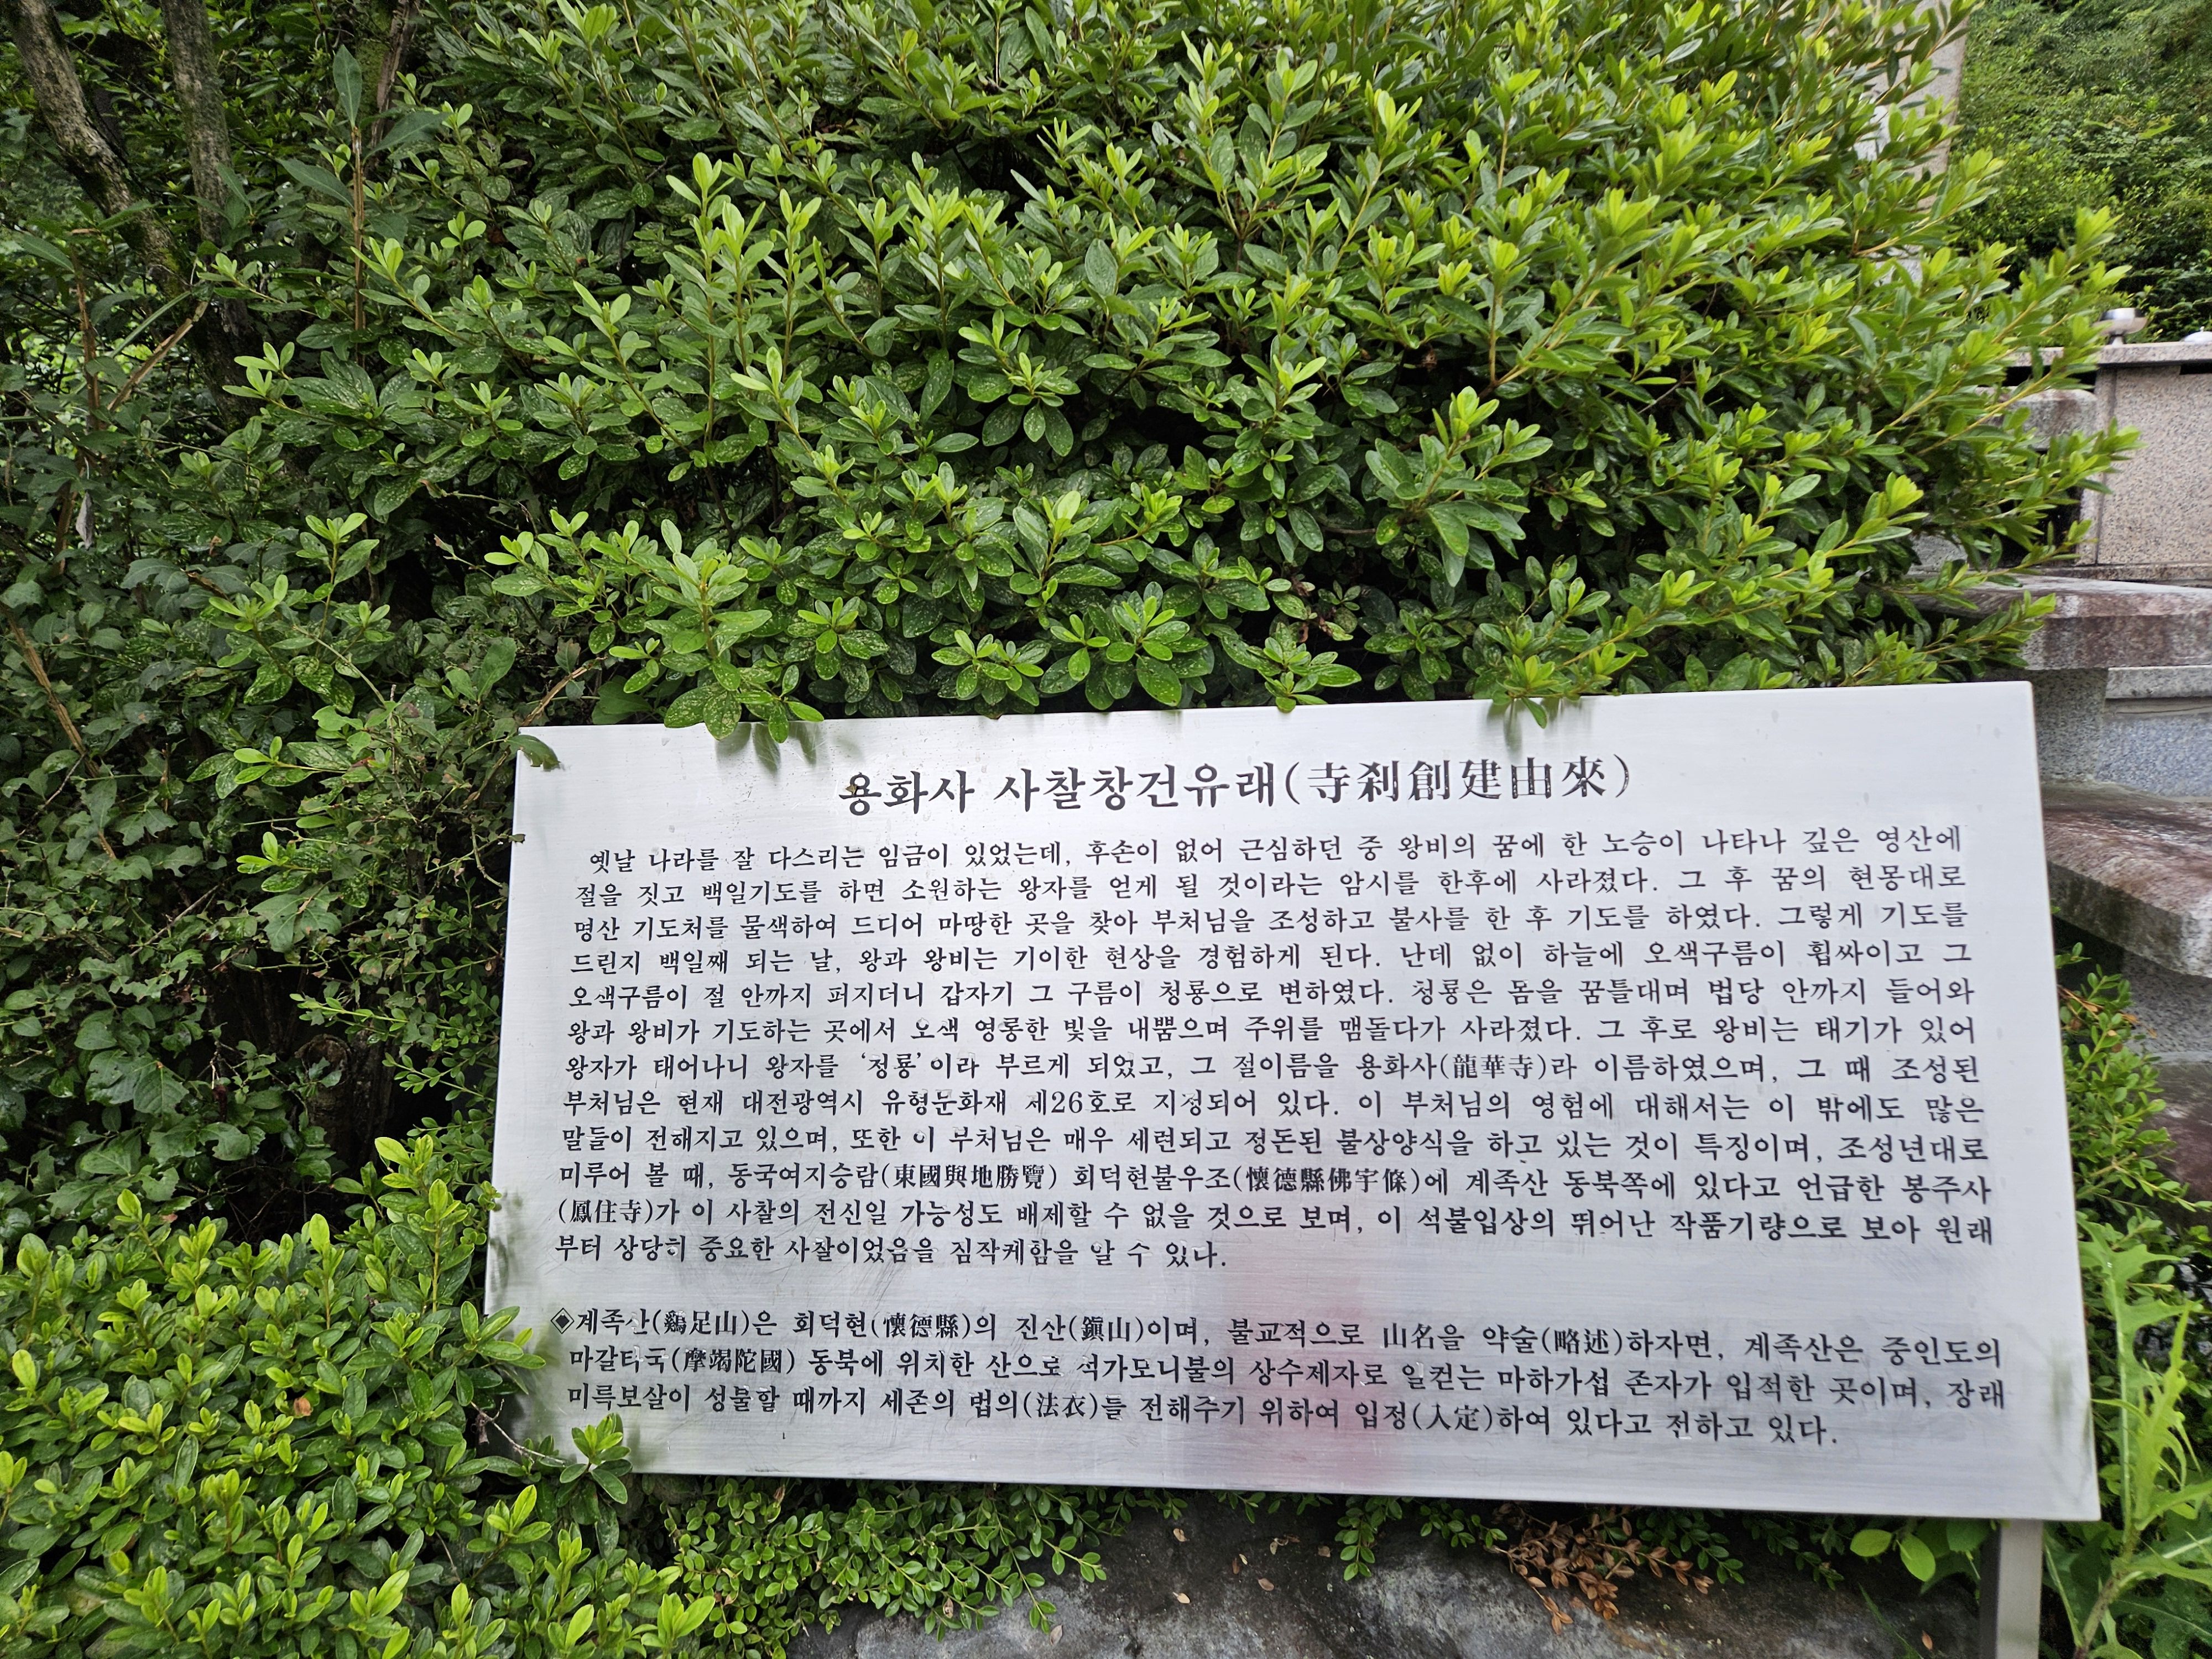 용화사 사찰창건유래(寺刹創建由來)
옛날 나라를 잘 다스리는 임금이 있었는데, 후손이 없어 근심하던 중 왕비의 꿈에 한 노승이 나타나 깊은 영산에
절을 짓고 백일기도를 하면 소원하는 왕자를 얻게 될 것이라는 암시를 한후에 사라졌다. 그 후 꿈의 현몽대로
명산 기도처를 물색하여 드디어 마땅한 곳을 찾아 부처님을 조성하고 불사를 한 후 기도를 하였다. 그렇게 기도를
드린지 백일째 되는 날, 왕과 왕비는 기이한 현상을 경험하게 된다. 난데 없이 하늘에 오색구름이 휩싸이고 그
오색구름이 절 안까지 퍼지더니 갑자기 그 구름이 청룡으로 변하였다. 청룡은 몸을 꿈틀대며 법당 안까지 들어와
왕과 왕비가 기도하는 곳에서 오색 영롱한 빛을 내뿜으며 주위를 맴돌다가 사라졌다. 그 후로 왕비는 태기가 있어
왕자가 태어나니 왕자를 ‘청룡’이라 부르게 되었고, 그 절이름을 용화사(龍華寺)라 이름하였으며, 그 때 조성된
부처님은 현재 대전광역시 유형문화재 제26호로 지정되어 있다. 이 부처님의 영험에 대해서는 이 밖에도 많은
말들이 전해지고 있으며, 또한 이 부처님은 매우 세련되고 정돈된 불상양식을 하고 있는 것이 특징이며, 조성년대로
미루어 볼 때, 동국여지승람(東國與地勝覽) 회덕현불우조(懷德縣佛宇條)에 계족산 동북쪽에 있다고 언급한 봉주사
(鳳住寺)가 이 사찰의 전신일 가능성도 배제할 수 없을 것으로 보며, 이 석불입상의 뛰어난 작품기량으로 보아 원래
부터 상당히 중요한 사찰이었음을 짐작케함을 알 수 있다.
◈계족산(鷄足山)은 회덕현(懷德縣)의 진산(鎭山)이며, 불교적으로 山名을 약술(略述)하자면, 계족산은 중인도의
마갈타국(摩竭陀國) 동북에 위치한 산으로 석가모니불의 상수제자로 일컫는 마하가섭 존자가 입적한 곳이며, 장래
미륵보살이 성불할 때까지 세존의 법의(法衣)를 전해주기 위하여 입정(入定)하여 있다고 전하고 있다.